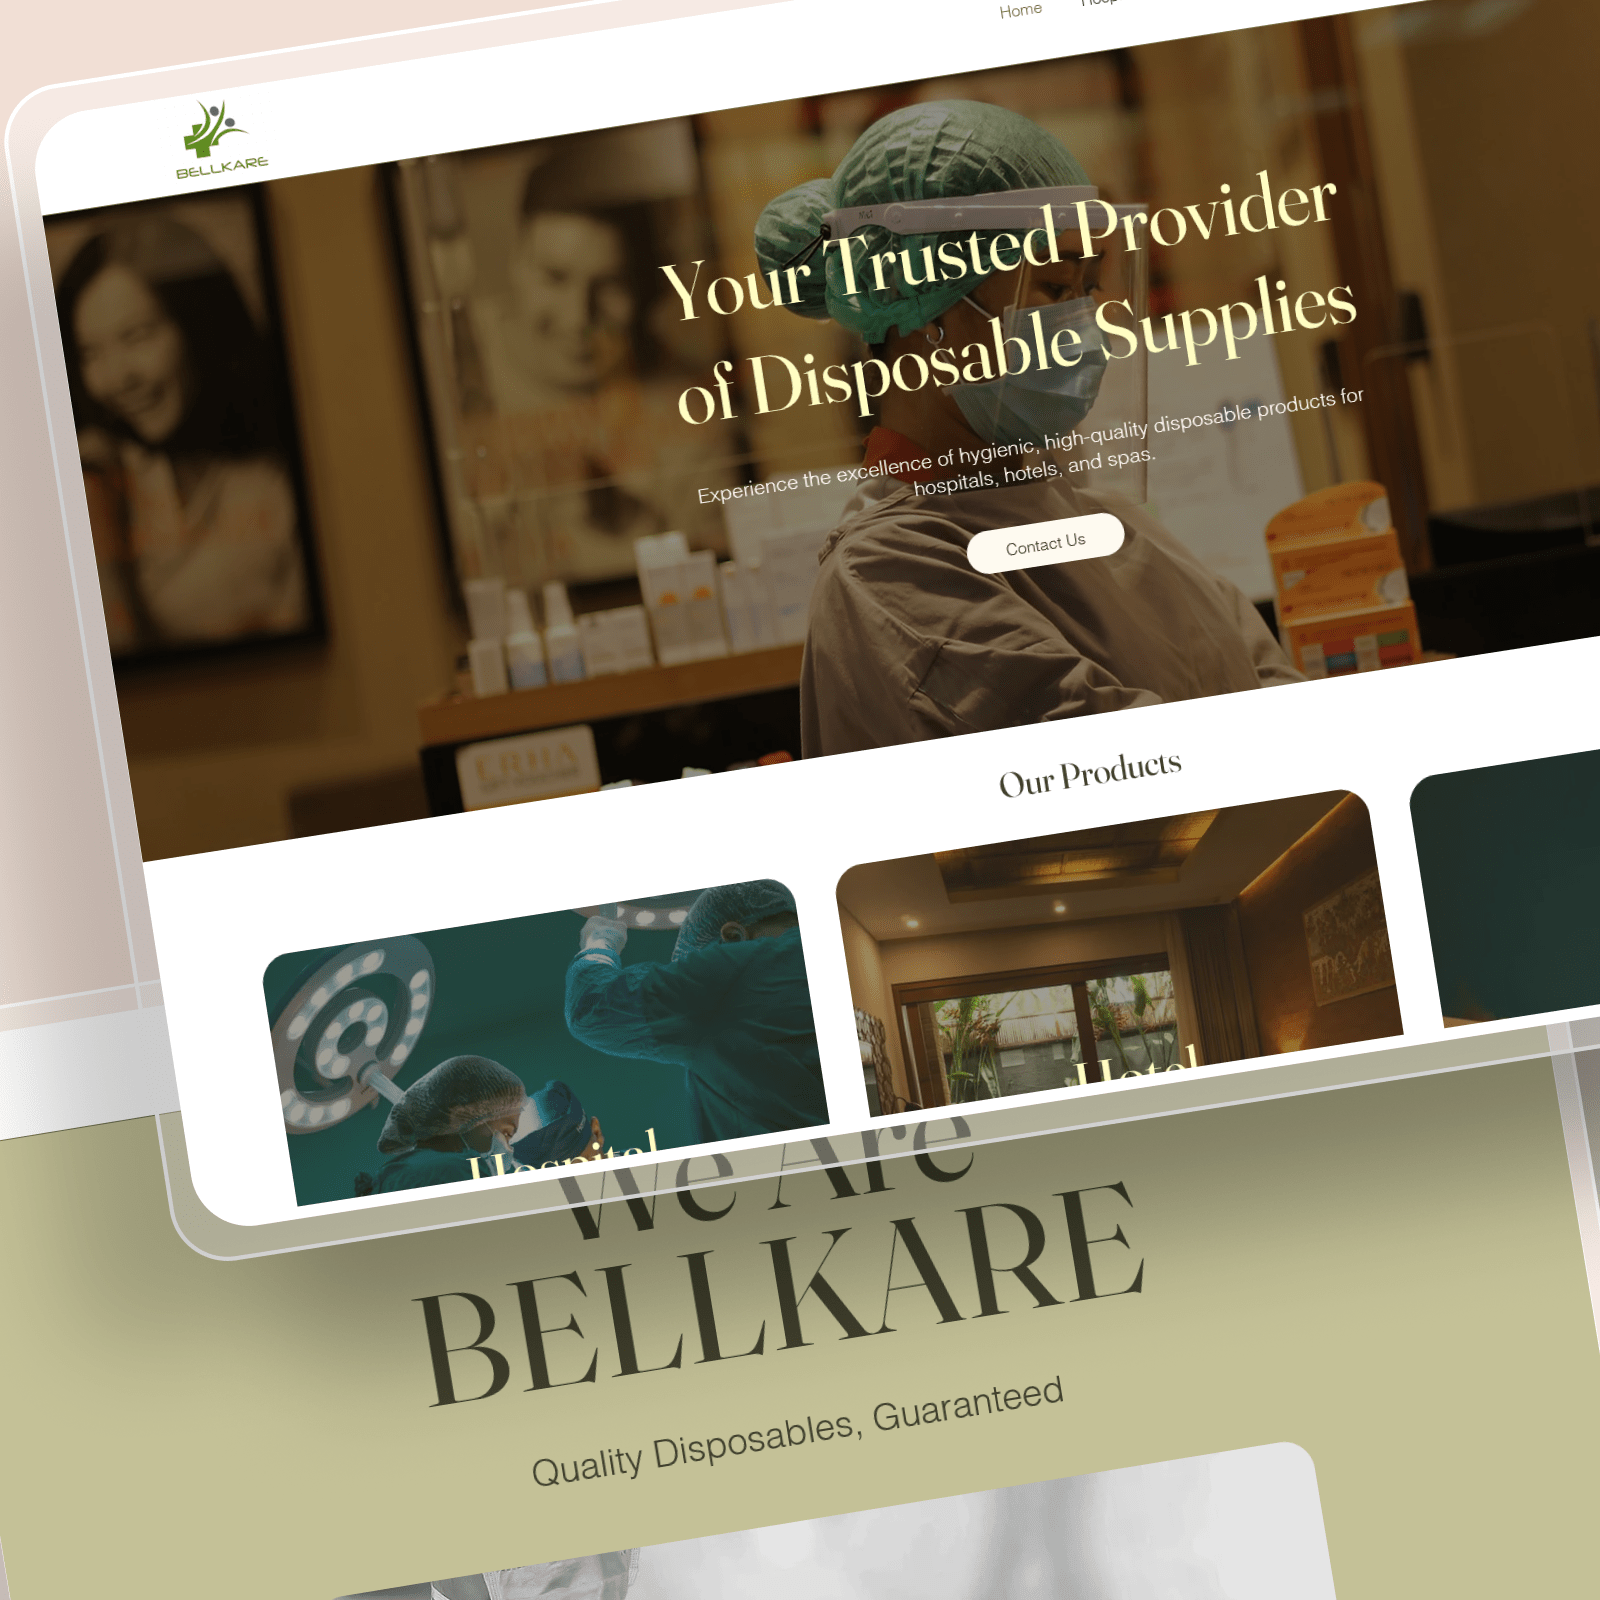 Home
BELLKARE
Your Trusted Provider
of Disposable Supplies
Experience the excellence of hygienic, high-quality disposable products for
hospitals, hotels, and spas.
Contact Us
Our Products
Hospital
Hotel
We Are
BELLKARE
Quality Disposables, Guaranteed